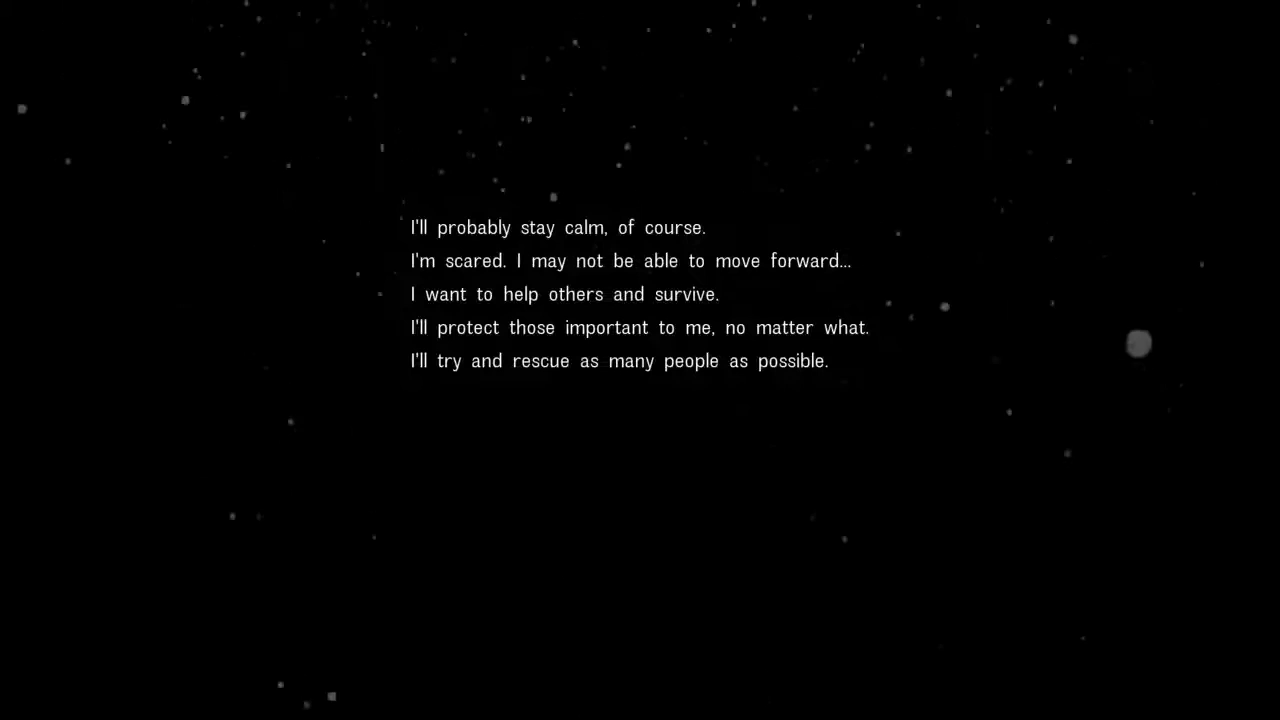 I'll probably stay calm, of course.
I'm scared. I may not be able to move forward...
I want to help others and survive.
I'll protect those important to me, no matter what.
I'll try and rescue as many people as possible.